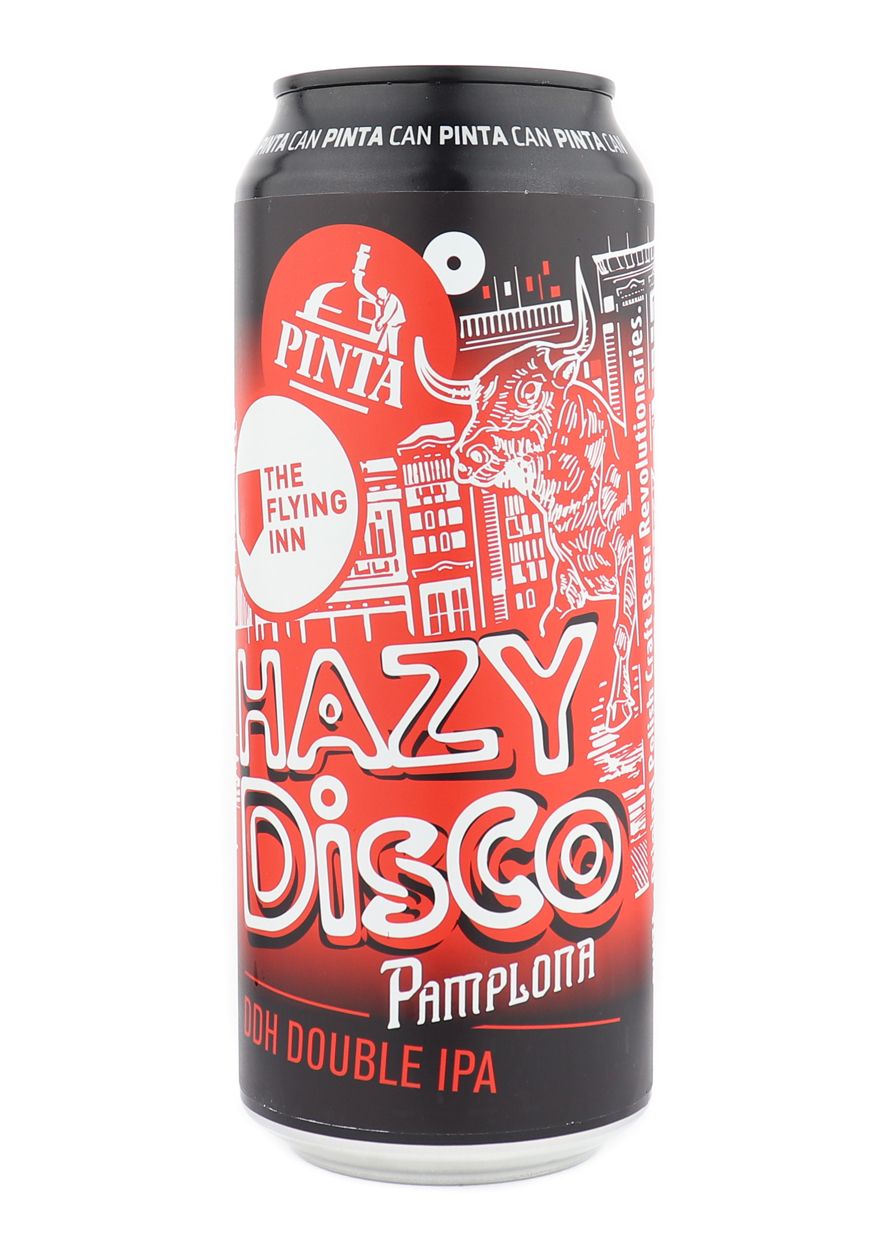 PINTA CAN PINTA CAN PINTA CAN PINTA CAN
PINTA
THE
FLYING
INN
HAZY
DiSCO
PAMPLONA
DDH DOUBLE IPA
Polish Craft Beer Revolutionaries.